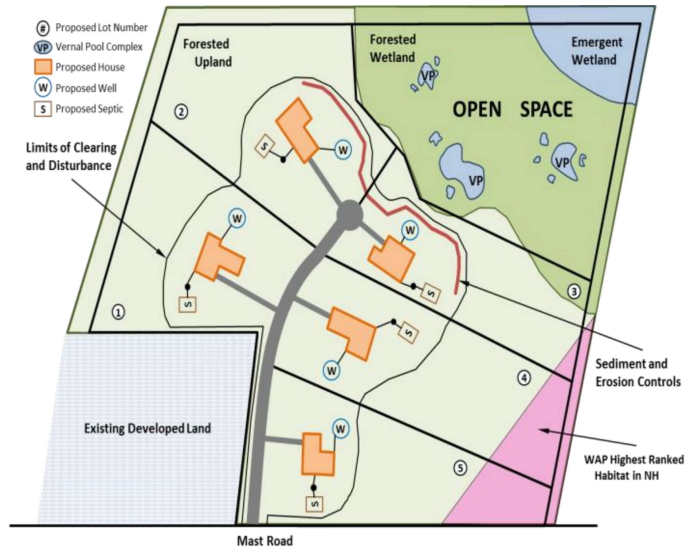 # Proposed Lot Number
VP Vernal Pool Complex
Proposed House
W Proposed Well
S Proposed Septic
Forested
Upland
Forested
Wetland
Emergent
Wetland
VP
OPEN SPACE
VP
VP
2
Limits of Clearing
and Disturbance
S
W
W
W
S
S
3
1
S
W
4
Sediment and
Erosion Controls
Existing Developed Land
W
5
WAP Highest Ranked
Habitat in NH
S
Mast Road